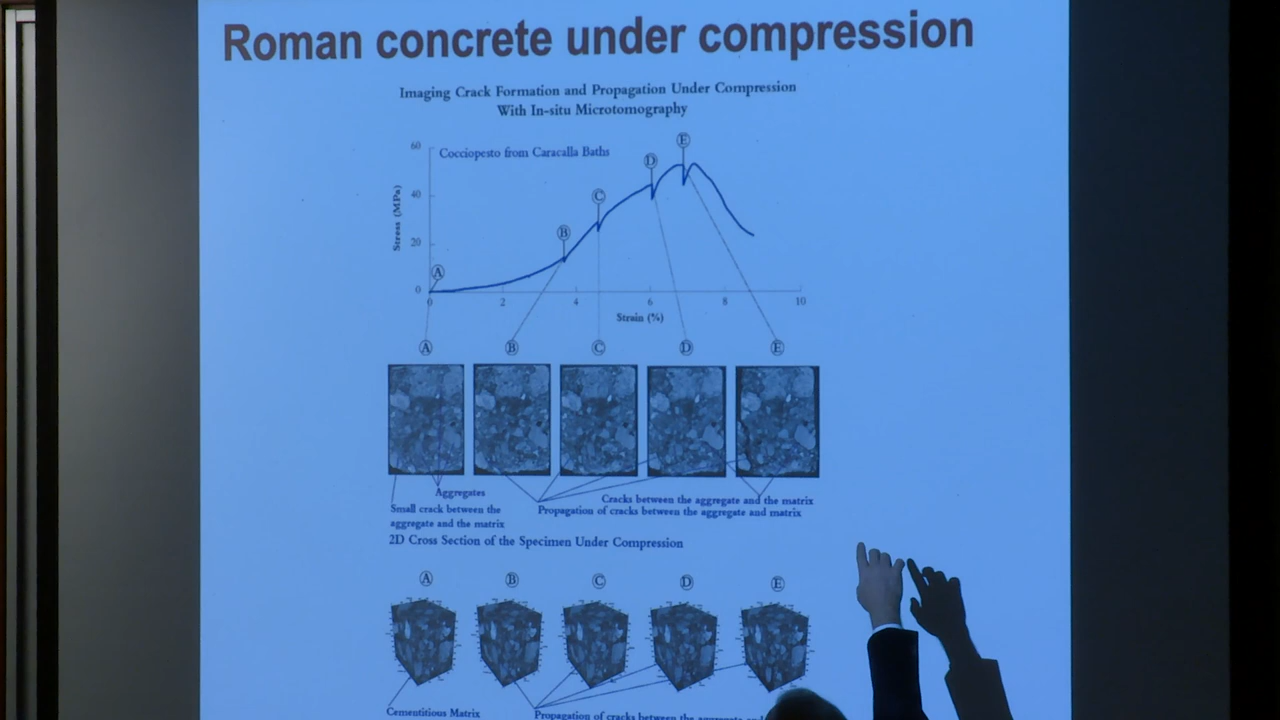 Roman concrete under compression
Imaging Crack Formation and Propagation Under Compression
With In-situ Microtomography
Cocciopesto from Caracalla Baths
Stress (MPa)
60
40
20
0
A
B
C
D
E
0 2 4 6 8 10
Strain (%)
A B C D E
Aggregates
Small crack between the
aggregate and the matrix
Cracks between the aggregate and the matrix
Propagation of cracks between the aggregate and matrix
2D Cross Section of the Specimen Under Compression
A B C D E
Cementitious Matrix
Propagation of cracks between the aggregate